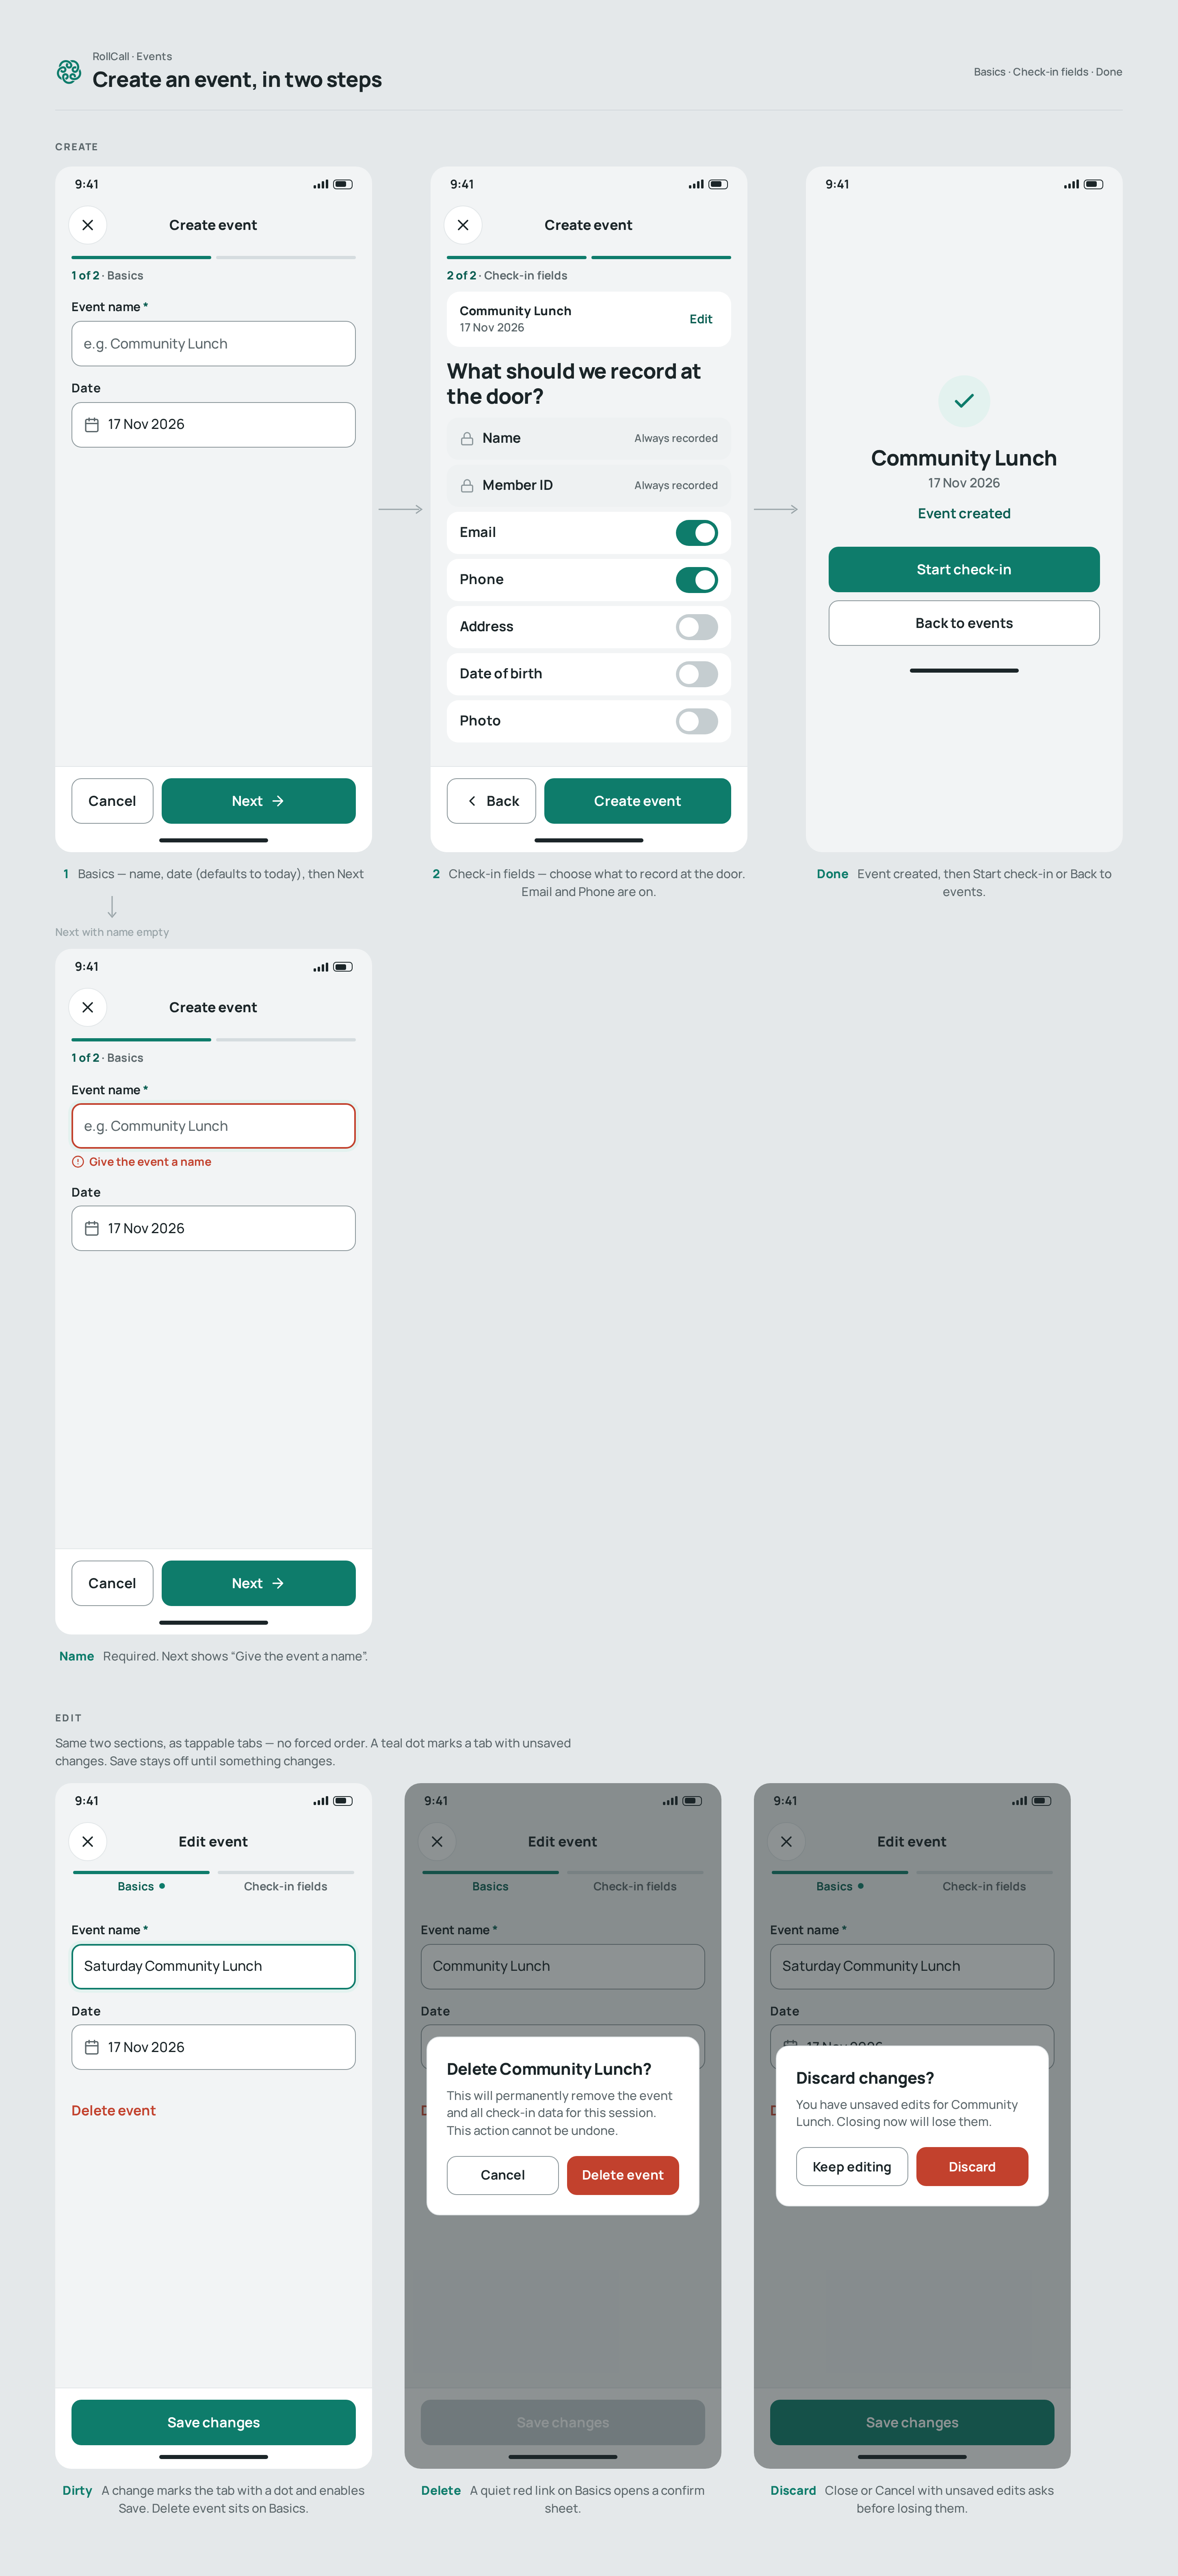 RollCall · Events
Create an event, in two steps
Basics · Check-in fields · Done
CREATE
9:41
Create event
1 of 2 · Basics
Event name *
e.g. Community Lunch
Date
17 Nov 2026
Cancel
Next
1 Basics — name, date (defaults to today), then Next
9:41
Create event
2 of 2 · Check-in fields
Community Lunch
17 Nov 2026
Edit
What should we record at
the door?
Name
Always recorded
Member ID
Always recorded
Email
Phone
Address
Date of birth
Photo
Back
Create event
2 Check-in fields — choose what to record at the door.
Email and Phone are on.
9:41
Community Lunch
17 Nov 2026
Event created
Start check-in
Back to events
Done Event created, then Start check-in or Back to
events.
Next with name empty
9:41
Create event
1 of 2 · Basics
Event name *
e.g. Community Lunch
Give the event a name
Date
17 Nov 2026
Cancel
Next
Name Required. Next shows “Give the event a name”.
EDIT
Same two sections, as tappable tabs — no forced order. A teal dot marks a tab with unsaved
changes. Save stays off until something changes.
9:41
Edit event
Basics
Check-in fields
Event name *
Saturday Community Lunch
Date
17 Nov 2026
Delete event
Save changes
Dirty A change marks the tab with a dot and enables
Save. Delete event sits on Basics.
9:41
Edit event
Basics
Check-in fields
Event name *
Community Lunch
Date
Delete Community Lunch?
This will permanently remove the event
and all check-in data for this session.
This action cannot be undone.
Cancel
Delete event
Save changes
Delete A quiet red link on Basics opens a confirm
sheet.
9:41
Edit event
Basics
Check-in fields
Event name *
Saturday Community Lunch
Date
17 Nov 2026
Discard changes?
You have unsaved edits for Community
Lunch. Closing now will lose them.
Keep editing
Discard
Save changes
Discard Close or Cancel with unsaved edits asks
before losing them.